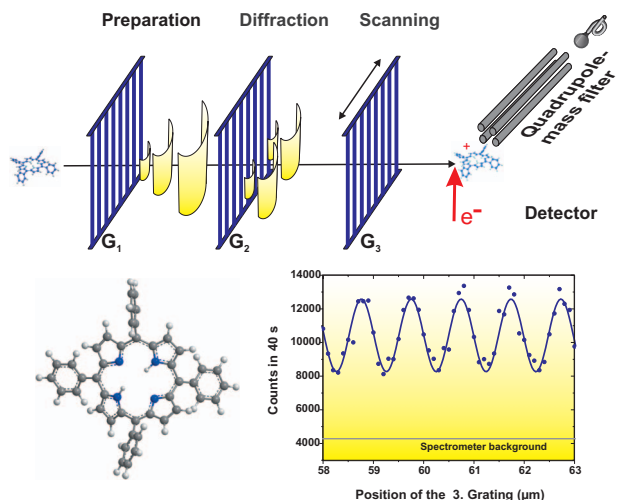 Preparation Diffraction Scanning
Quadrupole-
mass filter
+
e-
Detector
G1 G2 G3
14000
12000
10000
8000
6000
4000
Counts in 40 s
Spectrometer background
58 59 60 61 62 63
Position of the 3. Grating (µm)